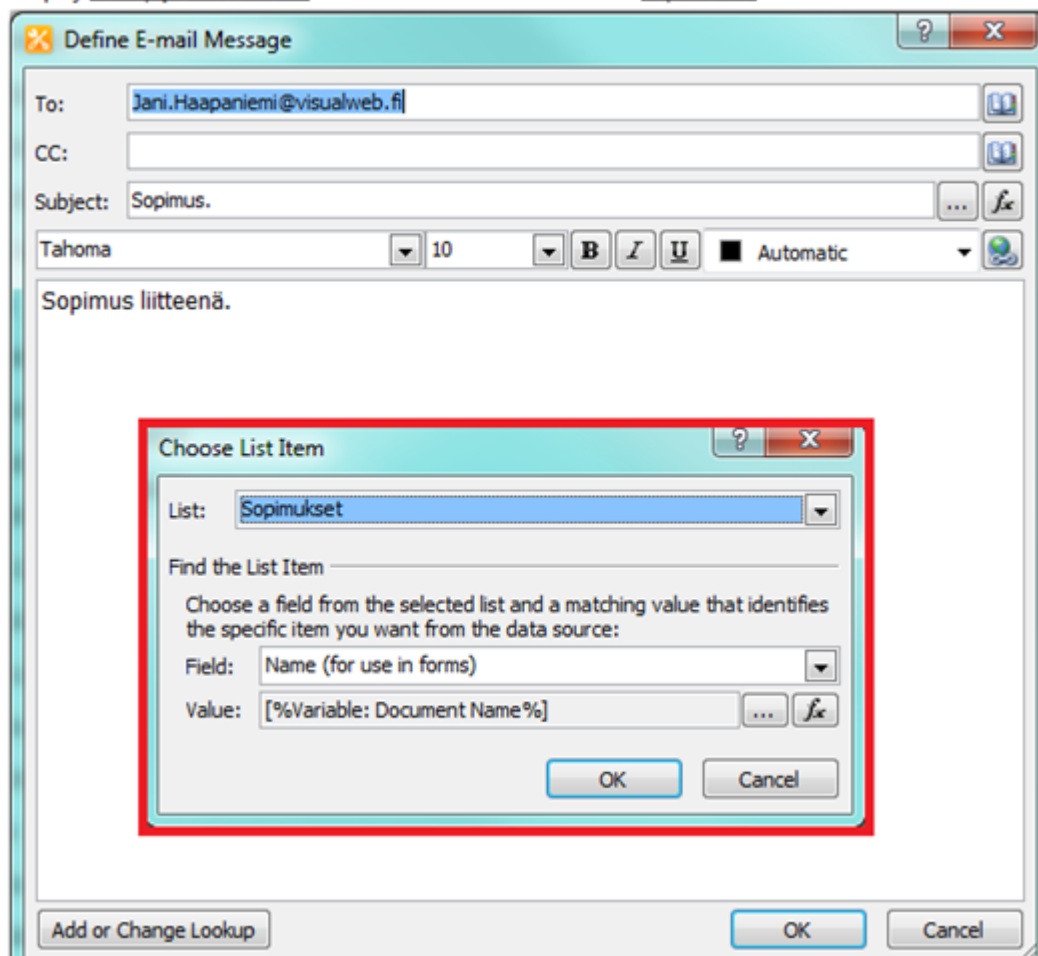 Define E-mail Message
To: Jani.Haapaniemi@visualweb.fi
CC:
Subject: Sopimus. ... fx
Tahoma 10 B I U Automatic
Sopimus liitteenä.
Choose List Item
List: Sopimukset
Find the List Item
Choose a field from the selected list and a matching value that identifies
the specific item you want from the data source:
Field: Name (for use in forms)
Value: [%Variable: Document Name%] ... fx
OK Cancel
Add or Change Lookup OK Cancel